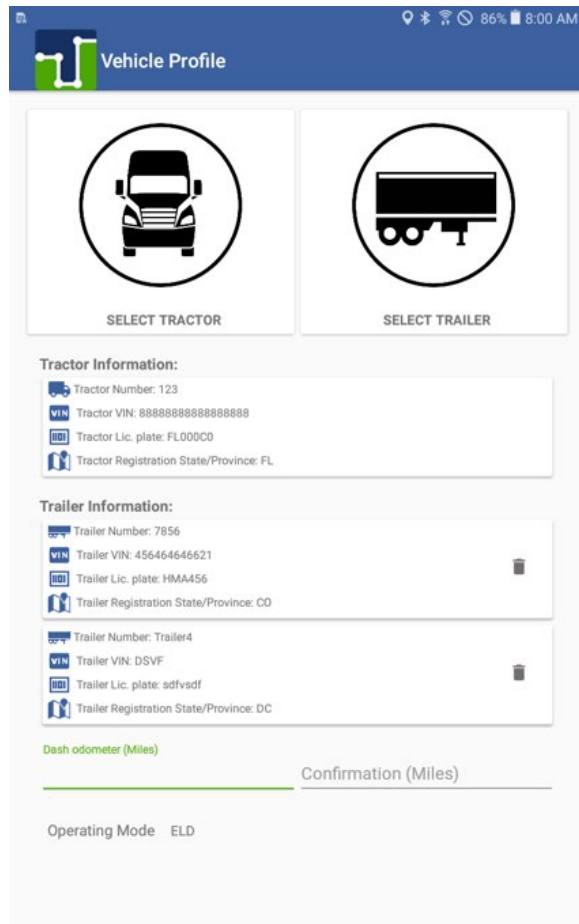 86% 8:00 AM
Vehicle Profile
SELECT TRACTOR
SELECT TRAILER
Tractor Information:
Tractor Number: 123
VIN Tractor VIN: 88888888888888888
Tractor Lic. plate: FL000C0
Tractor Registration State/Province: FL
Trailer Information:
Trailer Number: 7856
VIN Trailer VIN: 456464646621
Trailer Lic. plate: HMA456
Trailer Registration State/Province: CO
Trailer Number: Trailer4
VIN Trailer VIN: DSVF
Trailer Lic. plate: sdfvsdf
Trailer Registration State/Province: DC
Dash odometer (Miles)
Confirmation (Miles)
Operating Mode ELD